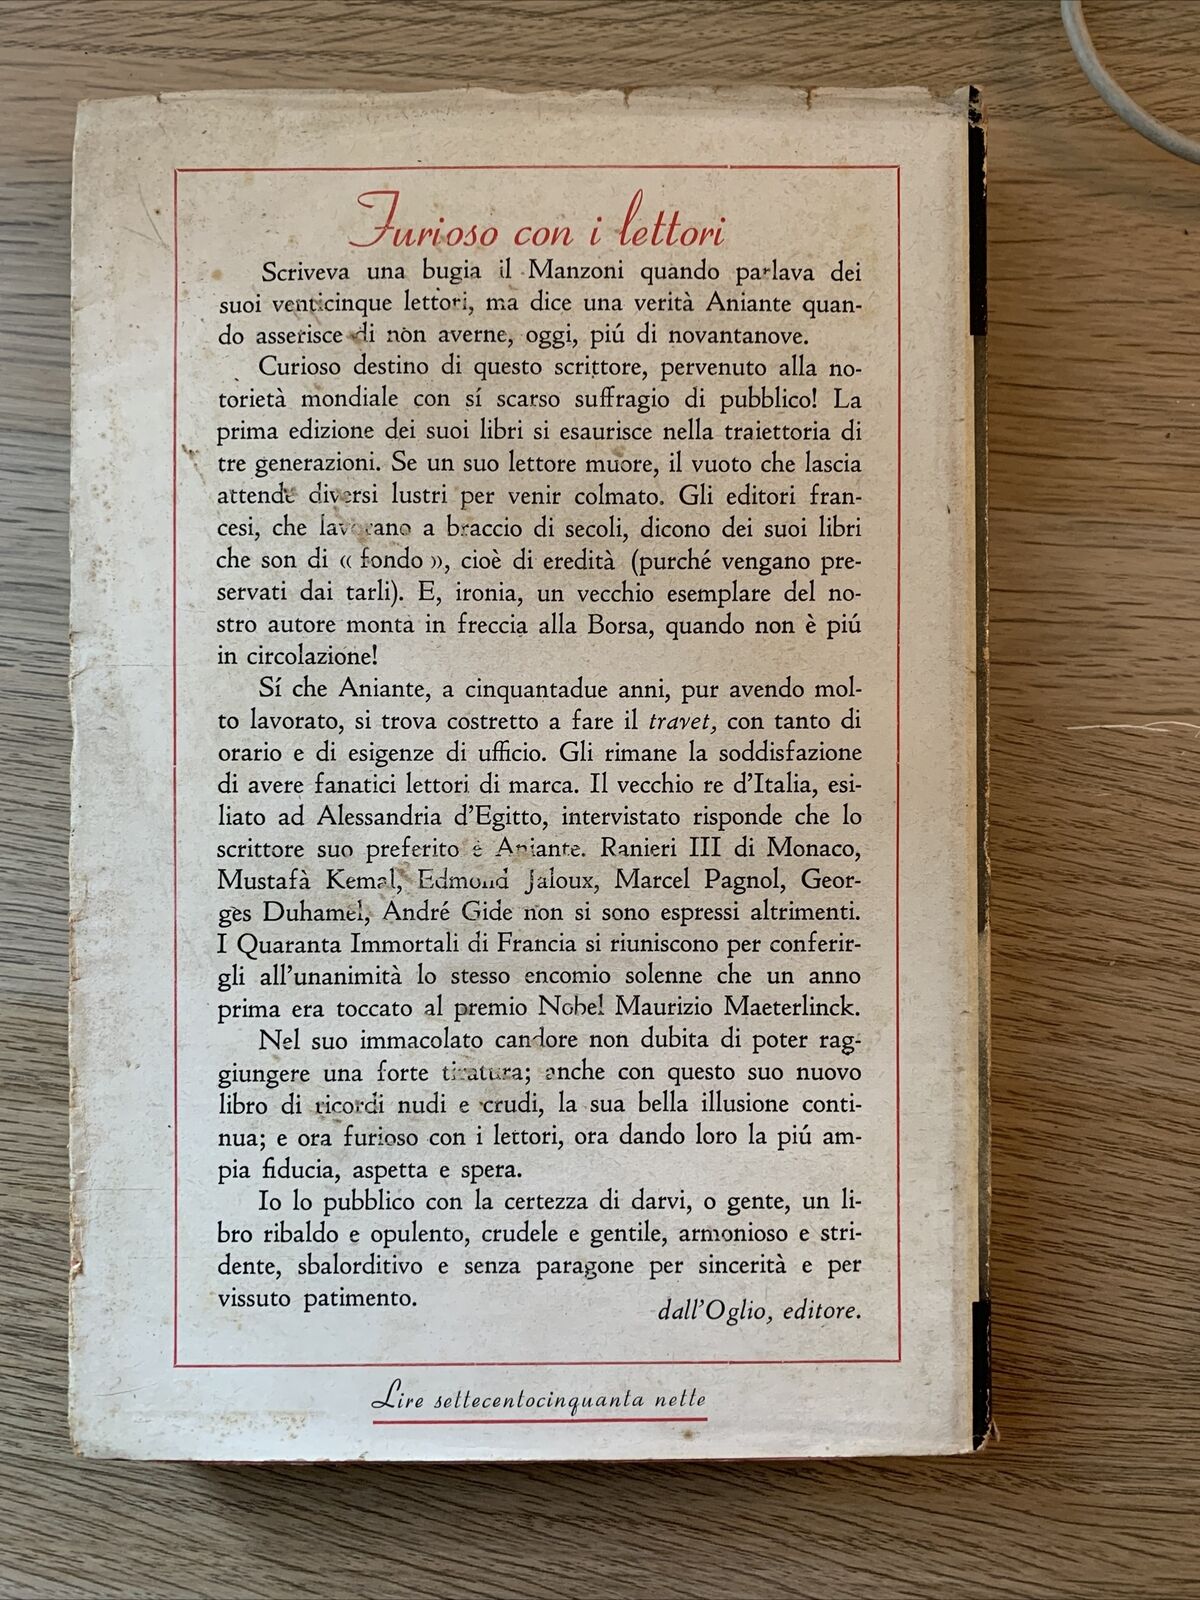 Furioso con i lettori
Scriveva una bugia il Manzoni quando parlava dei
suoi venticinque lettori, ma dice una verità Aniante quan-
do asserisce di non averne, oggi, piú di novantanove.
Curioso destino di questo scrittore, pervenuto alla no-
torietà mondiale con sí scarso suffragio di pubblico! La
prima edizione dei suoi libri si esaurisce nella traiettoria di
tre generazioni. Se un suo lettore muore, il vuoto che lascia
attende diversi lustri per venir colmato. Gli editori fran-
cesi, che lavorano a braccio di secoli, dicono dei suoi libri
che son di « fondo », cioè di eredità (purché vengano pre-
servati dai tarli). E, ironia, un vecchio esemplare del no-
stro autore monta in freccia alla Borsa, quando non è piú
in circolazione!
Sí che Aniante, a cinquantadue anni, pur avendo mol-
to lavorato, si trova costretto a fare il travet, con tanto di
orario e di esigenze di ufficio. Gli rimane la soddisfazione
di avere fanatici lettori di marca. Il vecchio re d'Italia, esi-
liato ad Alessandria d'Egitto, intervistato risponde che lo
scrittore suo preferito è Aniante. Ranieri III di Monaco,
Mustafà Kemal, Edmond Jaloux, Marcel Pagnol, Geor-
ges Duhamel, André Gide non si sono espressi altrimenti.
I Quaranta Immortali di Francia si riuniscono per conferir-
gli all'unanimità lo stesso encomio solenne che un anno
prima era toccato al premio Nobel Maurizio Maeterlinck.
Nel suo immacolato candore non dubita di poter rag-
giungere una forte tiratura; anche con questo suo nuovo
libro di ricordi nudi e crudi, la sua bella illusione conti-
nua; e ora furioso con i lettori, ora dando loro la piú am-
pia fiducia, aspetta e spera.
Io lo pubblico con la certezza di darvi, o gente, un li-
bro ribaldo e opulento, crudele e gentile, armonioso e stri-
dente, sbalorditivo e senza paragone per sincerità e per
vissuto patimento.
dall'Oglio, editore.
Lire settecentocinquanta nette